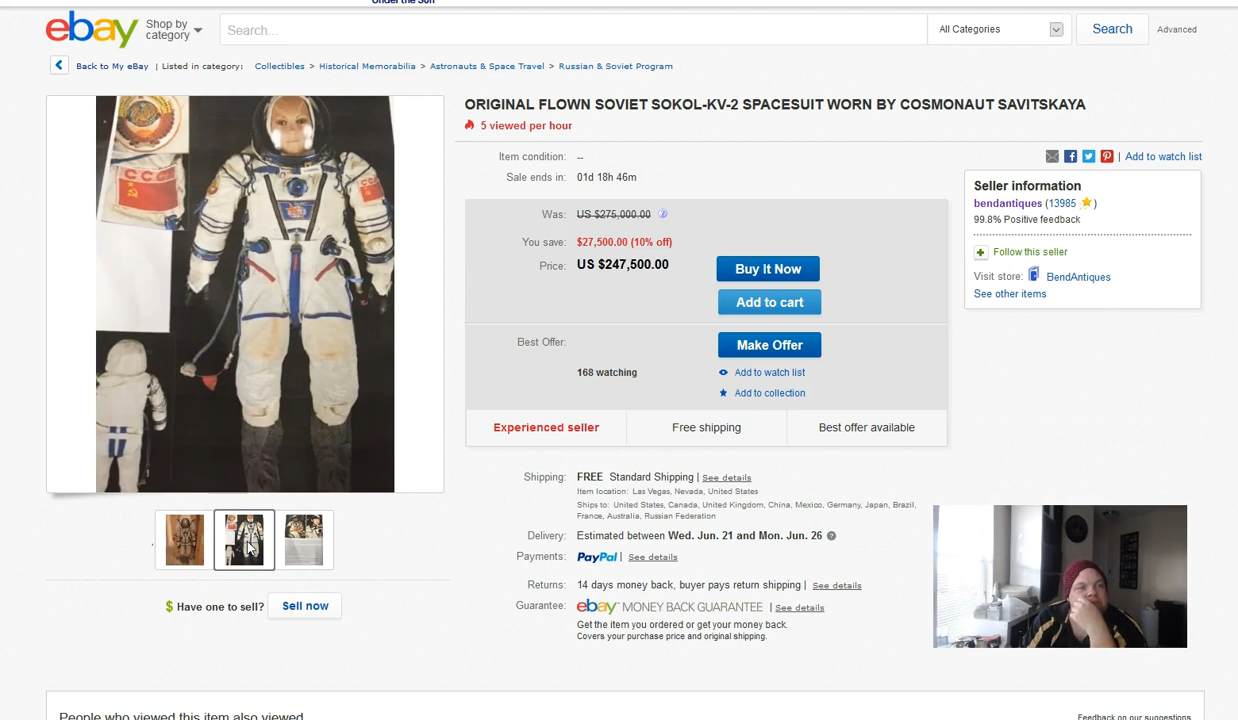 Under the Sun
ebay Shop by category Search... All Categories Search Advanced
Back to My eBay | Listed in category: Collectibles > Historical Memorabilia > Astronauts & Space Travel > Russian & Soviet Program
ORIGINAL FLOWN SOVIET SOKOL-KV-2 SPACESUIT WORN BY COSMONAUT SAVITSKAYA
5 viewed per hour
Item condition: --
Sale ends in: 01d 18h 46m
| Add to watch list
Was: US $275,000.00
You save: $27,500.00 (10% off)
Price: US $247,500.00
Buy It Now
Add to cart
Best Offer:
Make Offer
168 watching
Add to watch list
Add to collection
Experienced seller
Free shipping
Best offer available
Seller information
bendantiques (13985 )
99.8% Positive feedback
Follow this seller
Visit store: BendAntiques
See other items
СССР
Shipping: FREE Standard Shipping | See details
Item location: Las Vegas, Nevada, United States
Ships to: United States, Canada, United Kingdom, China, Mexico, Germany, Japan, Brazil,
France, Australia, Russian Federation
Delivery: Estimated between Wed. Jun. 21 and Mon. Jun. 26
Payments: PayPal | See details
Returns: 14 days money back, buyer pays return shipping | See details
Guarantee: ebay MONEY BACK GUARANTEE | See details
Get the item you ordered or get your money back.
Covers your purchase price and original shipping.
$ Have one to sell? Sell now
People who viewed this item also viewed
Feedback on our suggestions